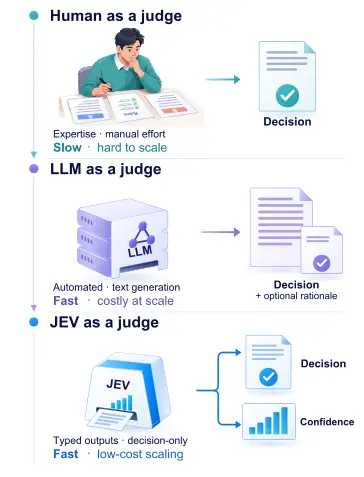 Human as a judge
Decision
Expertise · manual effort
Slow · hard to scale
LLM as a judge
LLM
Automated · text generation
Fast · costly at scale
Decision
+ optional rationale
JEV as a judge
JEV
Decision
Confidence
Typed outputs · decision-only
Fast · low-cost scaling